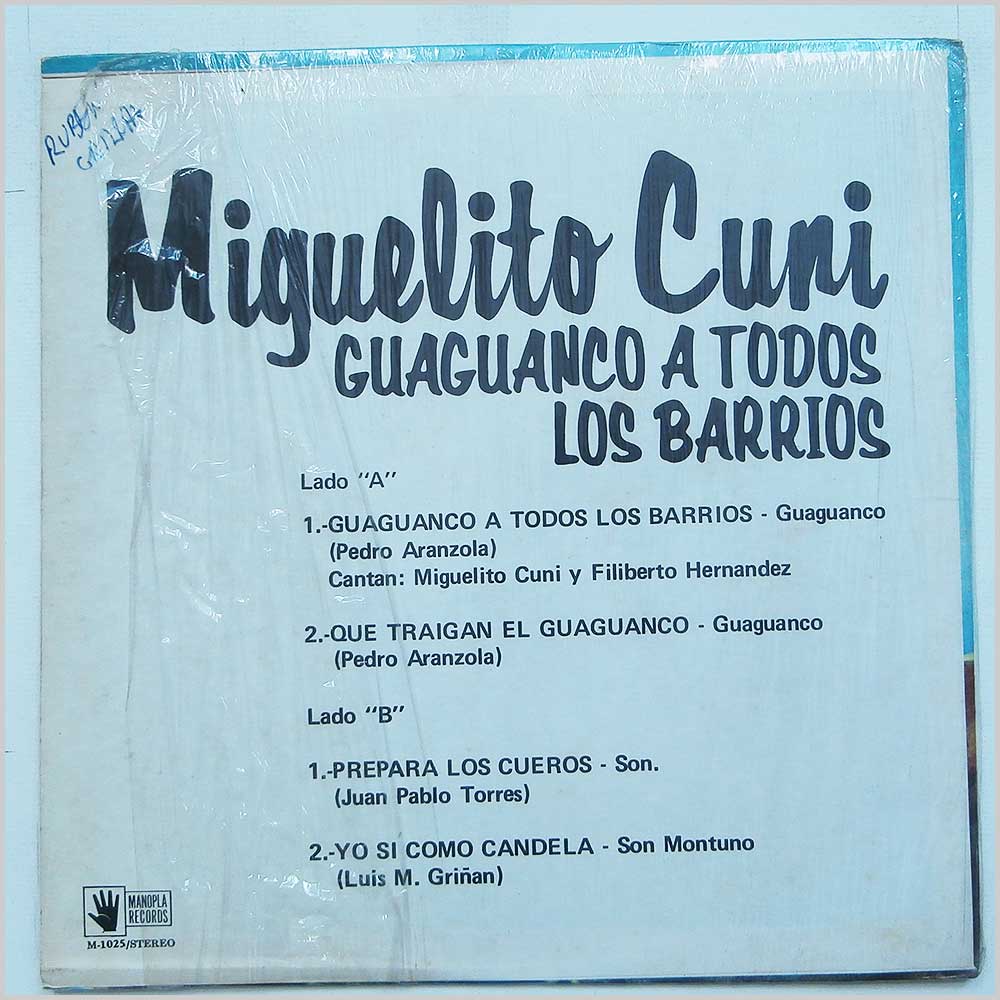 RUBEN
Miguelito Cuni
GUAGUANCO A TODOS
LOS BARRIOS
Lado "A"
1.-GUAGUANCO A TODOS LOS BARRIOS - Guaguanco
(Pedro Aranzola)
Cantan: Miguelito Cuni y Filiberto Hernandez
2.-QUE TRAIGAN EL GUAGUANCO - Guaguanco
(Pedro Aranzola)
Lado "B"
1.-PREPARA LOS CUEROS - Son.
(Juan Pablo Torres)
2.-YO SI COMO CANDELA - Son Montuno
(Luis M. Griñan)
MANOPLA
RECORDS
M-1025/STEREO